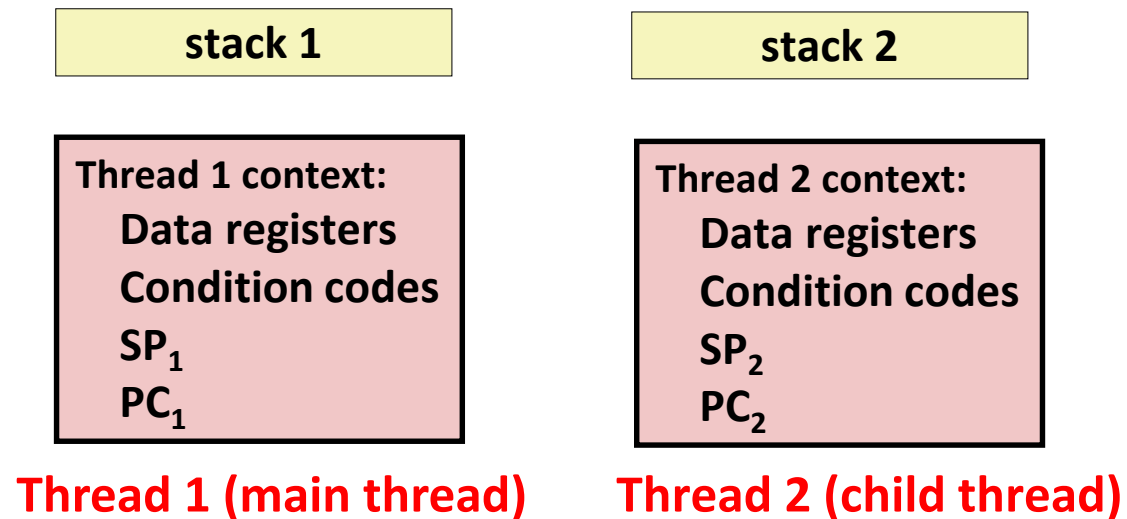 stack 1
Thread 1 context:
Data registers
Condition codes
SP₁
PC₁
Thread 1 (main thread)
stack 2
Thread 2 context:
Data registers
Condition codes
SP₂
PC₂
Thread 2 (child thread)